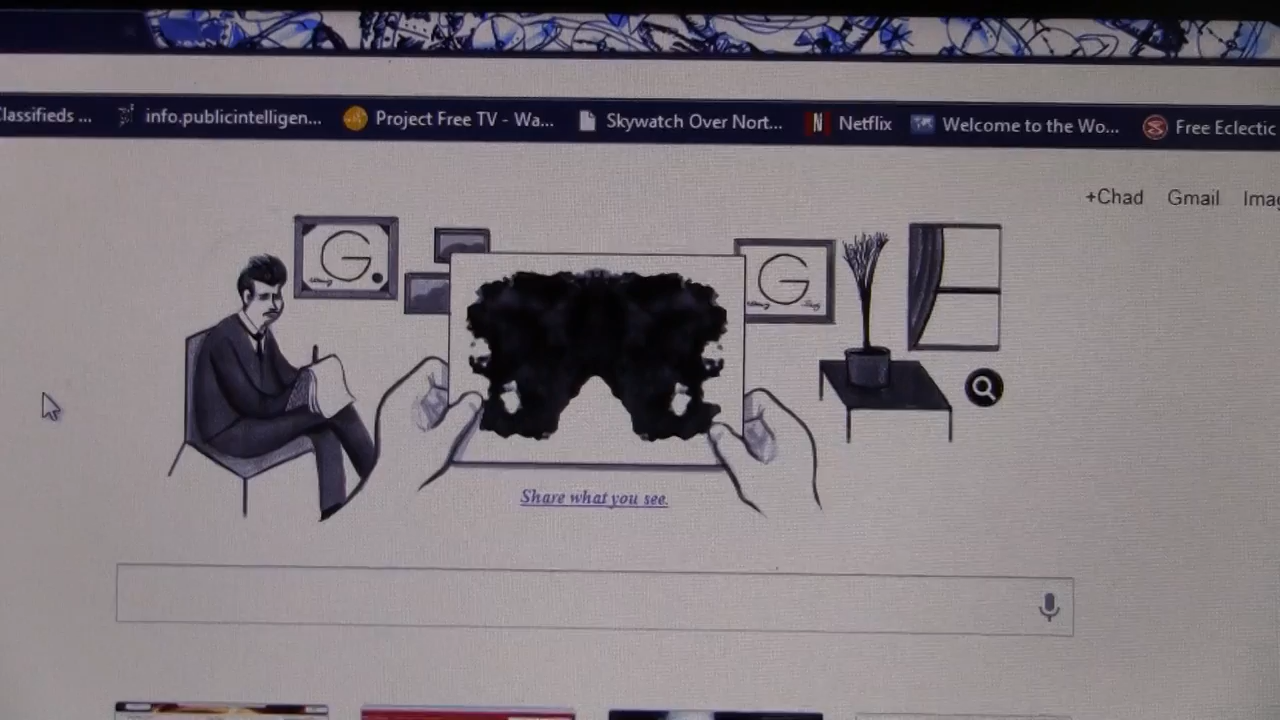 lassifieds ...
info.publicintelligen...
Project Free TV - Wa...
Skywatch Over Nort...
Netflix
Welcome to the Wo...
Free Eclectic
+Chad
Gmail
Imag
G.
G
Share what you see.